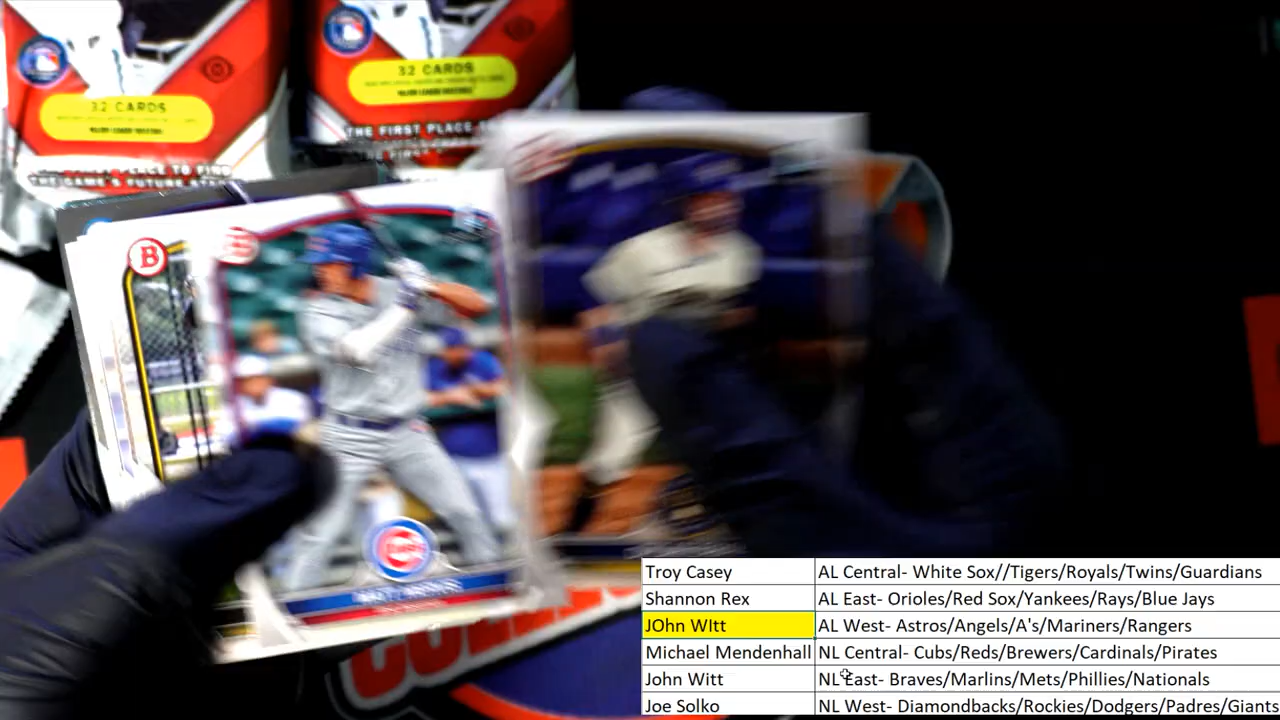 32 CARDS
32 CARDS
THE FIRST PLACE TO
PLACE TO FIND
THE GAME'S FUTURE
B
B
CUBS
Troy Casey AL Central- White Sox//Tigers/Royals/Twins/Guardians
Shannon Rex AL East- Orioles/Red Sox/Yankees/Rays/Blue Jays
JOhn WItt AL West- Astros/Angels/A's/Mariners/Rangers
Michael Mendenhall NL Central- Cubs/Reds/Brewers/Cardinals/Pirates
John Witt NL East- Braves/Marlins/Mets/Phillies/Nationals
Joe Solko NL West- Diamondbacks/Rockies/Dodgers/Padres/Giants